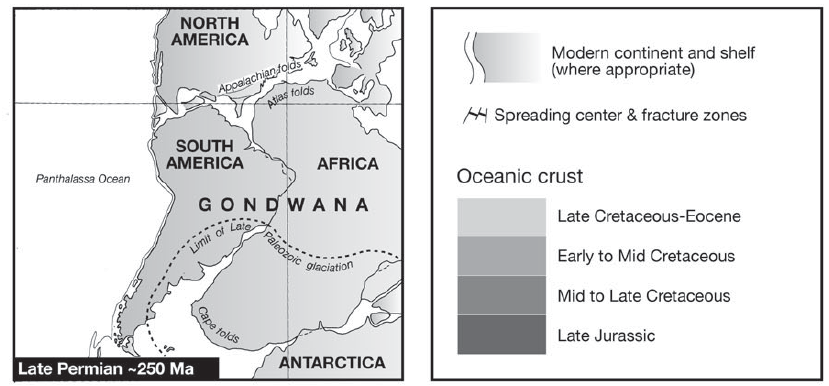 NORTH
AMERICA
Appalachian folds
Atlas folds
SOUTH
AMERICA
AFRICA
Panthalassa Ocean
GONDWANA
Limit of Late Paleozoic glaciation
Cape folds
ANTARCTICA
Late Permian ~250 Ma
Modern continent and shelf
(where appropriate)
Spreading center & fracture zones
Oceanic crust
Late Cretaceous-Eocene
Early to Mid Cretaceous
Mid to Late Cretaceous
Late Jurassic